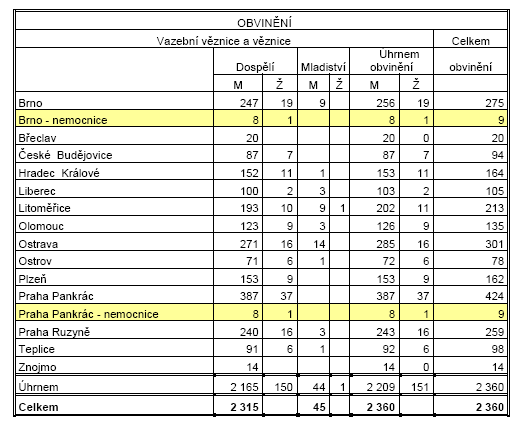 OBVINĚNÍ
Vazební věznice a věznice Celkem
Dospělí Mladiství Úhrnem obvinění obvinění
M Ž M Ž M Ž
Brno 247 19 9 256 19 275
Brno - nemocnice 8 1 8 1 9
Břeclav 20 20 0 20
České Budějovice 87 7 87 7 94
Hradec Králové 152 11 1 153 11 164
Liberec 100 2 3 103 2 105
Litoměřice 193 10 9 1 202 11 213
Olomouc 123 9 3 126 9 135
Ostrava 271 16 14 285 16 301
Ostrov 71 6 1 72 6 78
Plzeň 153 9 153 9 162
Praha Pankrác 387 37 387 37 424
Praha Pankrác - nemocnice 8 1 8 1 9
Praha Ruzyně 240 16 3 243 16 259
Teplice 91 6 1 92 6 98
Znojmo 14 14 0 14
Úhrnem 2 165 150 44 1 2 209 151 2 360
Celkem 2 315 45 2 360 2 360